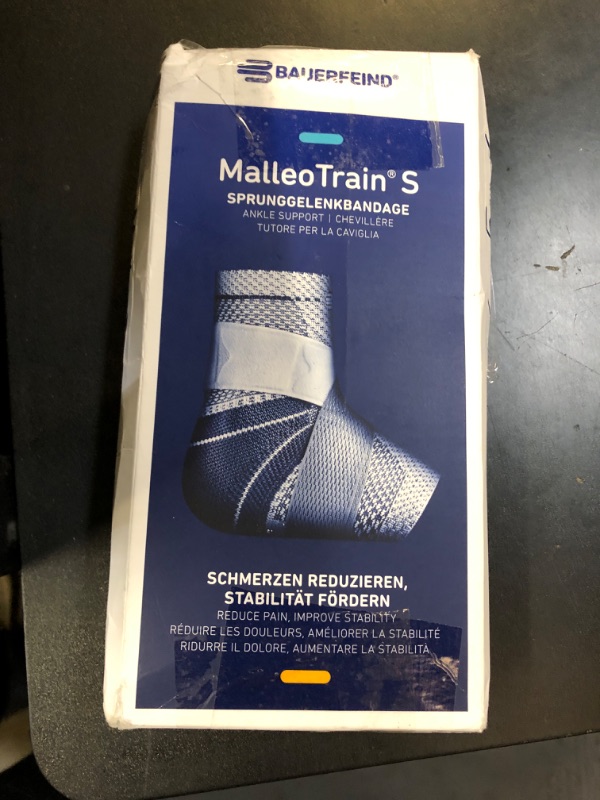 BAUERFEIND®
MalleoTrain® S
SPRUNGGELENKBANDAGE
ANKLE SUPPORT | CHEVILLÈRE
TUTORE PER LA CAVIGLIA
SCHMERZEN REDUZIEREN,
STABILITÄT FÖRDERN
REDUCE PAIN, IMPROVE STABILITY
RÉDUIRE LES DOULEURS, AMÉLIORER LA STABILITÉ
RIDURRE IL DOLORE, AUMENTARE LA STABILITÀ